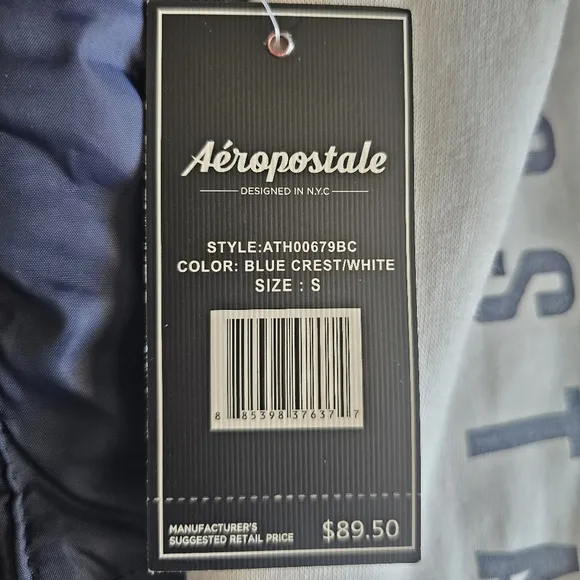 Aéropostale
DESIGNED IN N.Y.C
STYLE:ATH00679BC
COLOR: BLUE CREST/WHITE
SIZE : S
8 85398 37637 7
MANUFACTURER'S
SUGGESTED RETAIL PRICE
$89.50